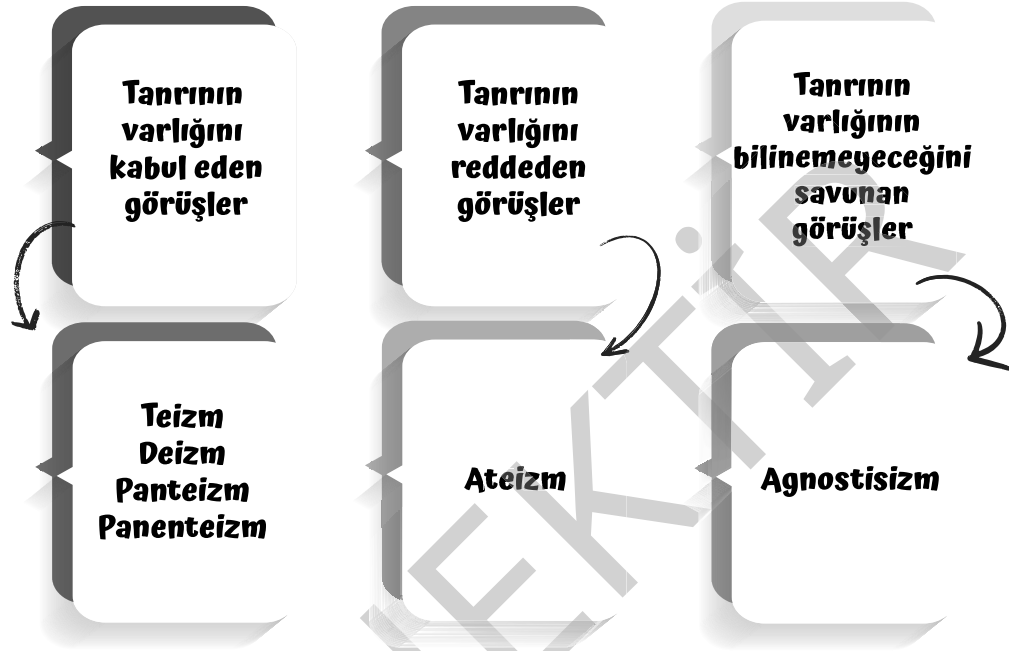 Tanrının
varlığını
kabul eden
görüşler
Tanrının
varlığını
reddeden
görüşler
Tanrının
varlığının
bilinemeyeceğini
savunan
görüşler
Teizm
Deizm
Panteizm
Panenteizm
Ateizm
Agnostisizm